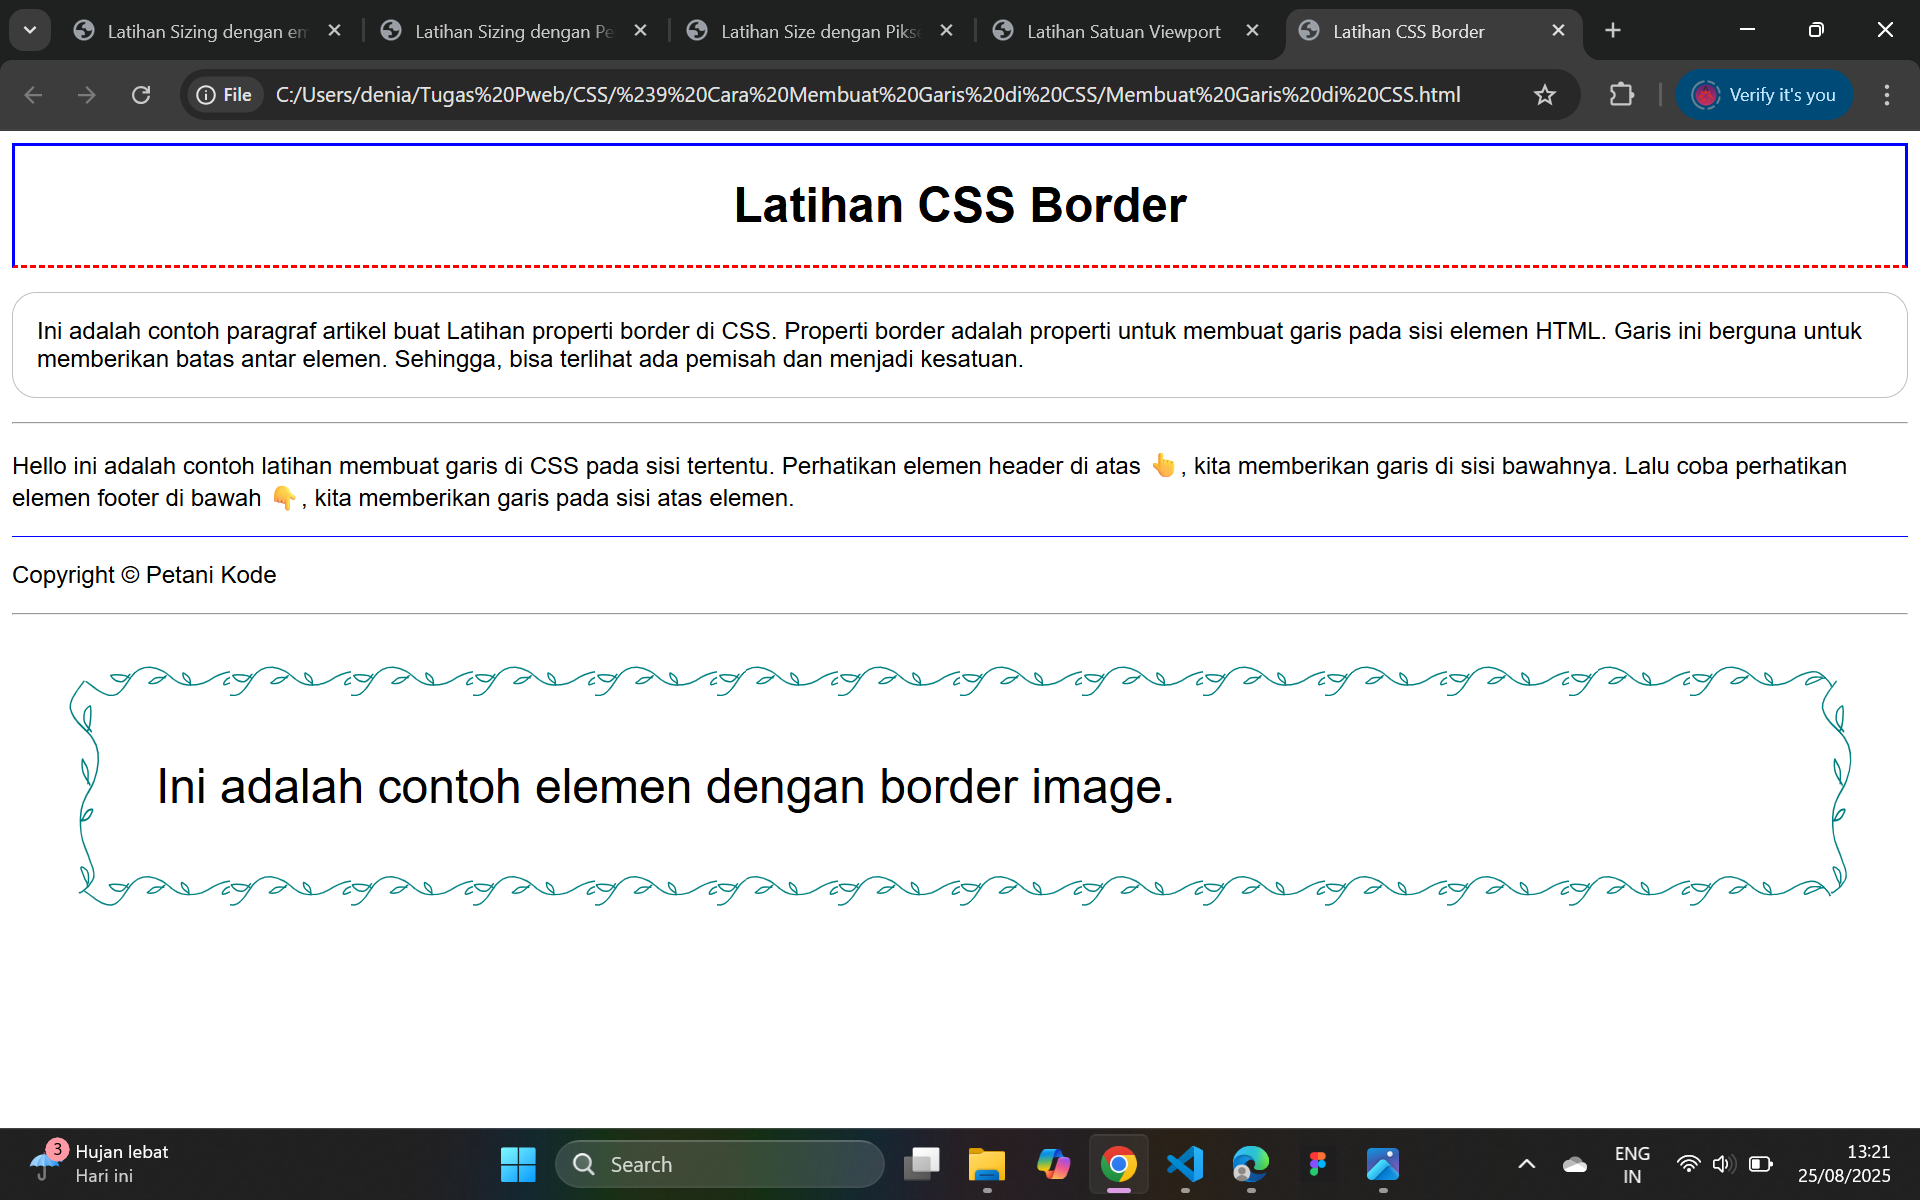 Latihan Sizing dengan em
Latihan Sizing dengan Pe
Latihan Size dengan Pikse
Latihan Satuan Viewport
Latihan CSS Border
File
C:/Users/denia/Tugas%20Pweb/CSS/%239%20Cara%20Membuat%20Garis%20di%20CSS/Membuat%20Garis%20di%20CSS.html
Verify it's you
Latihan CSS Border
Ini adalah contoh paragraf artikel buat Latihan properti border di CSS. Properti border adalah properti untuk membuat garis pada sisi elemen HTML. Garis ini berguna untuk
memberikan batas antar elemen. Sehingga, bisa terlihat ada pemisah dan menjadi kesatuan.
Hello ini adalah contoh latihan membuat garis di CSS pada sisi tertentu. Perhatikan elemen header di atas 👆, kita memberikan garis di sisi bawahnya. Lalu coba perhatikan
elemen footer di bawah 👇, kita memberikan garis pada sisi atas elemen.
Copyright © Petani Kode
Ini adalah contoh elemen dengan border image.
3
Hujan lebat
Hari ini
Search
ENG
IN
13:21
25/08/2025